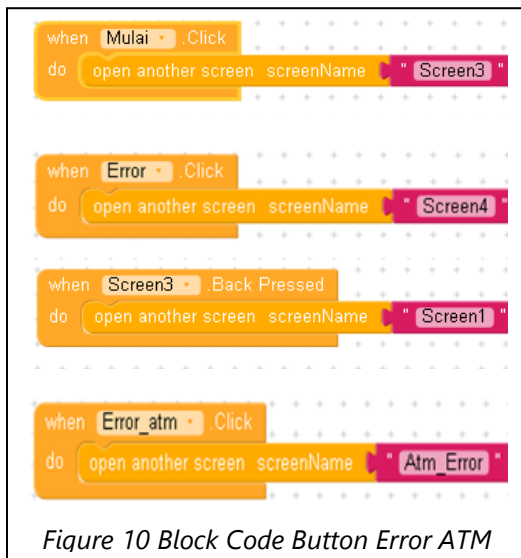 when Mulai .Click
do open another screen screenName " Screen3 "
when Error .Click
do open another screen screenName " Screen4 "
when Screen3 .Back Pressed
do open another screen screenName " Screen1 "
when Error_atm .Click
do open another screen screenName " Atm_Error "
Figure 10 Block Code Button Error ATM